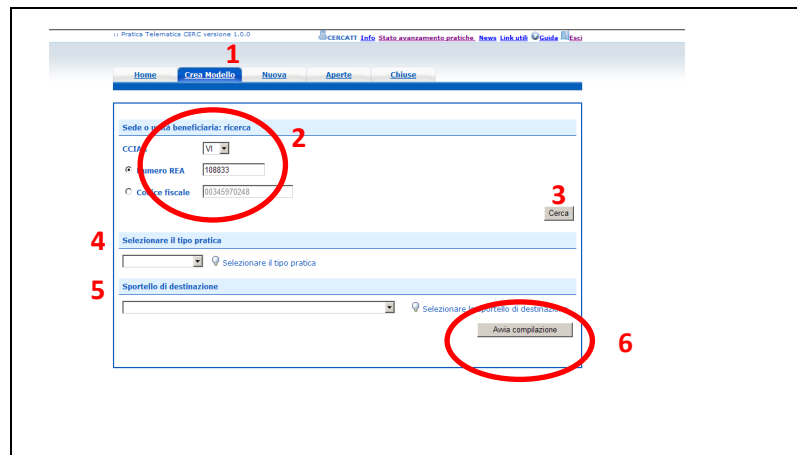 :: Pratica Telematica CERC versione 1.0.0 CERCATT Info Stato avanzamento pratiche News Link utili Guida Esci
1
Home Crea Modello Nuova Aperte Chiuse
Sede o unità beneficiaria: ricerca
2
CCIAA VI
Numero REA 108833
Codice fiscale 00345970248
3
Cerca
4
Selezionare il tipo pratica
Selezionare il tipo pratica
5
Sportello di destinazione
Selezionare lo sportello di destinazione
Avvia compilazione
6